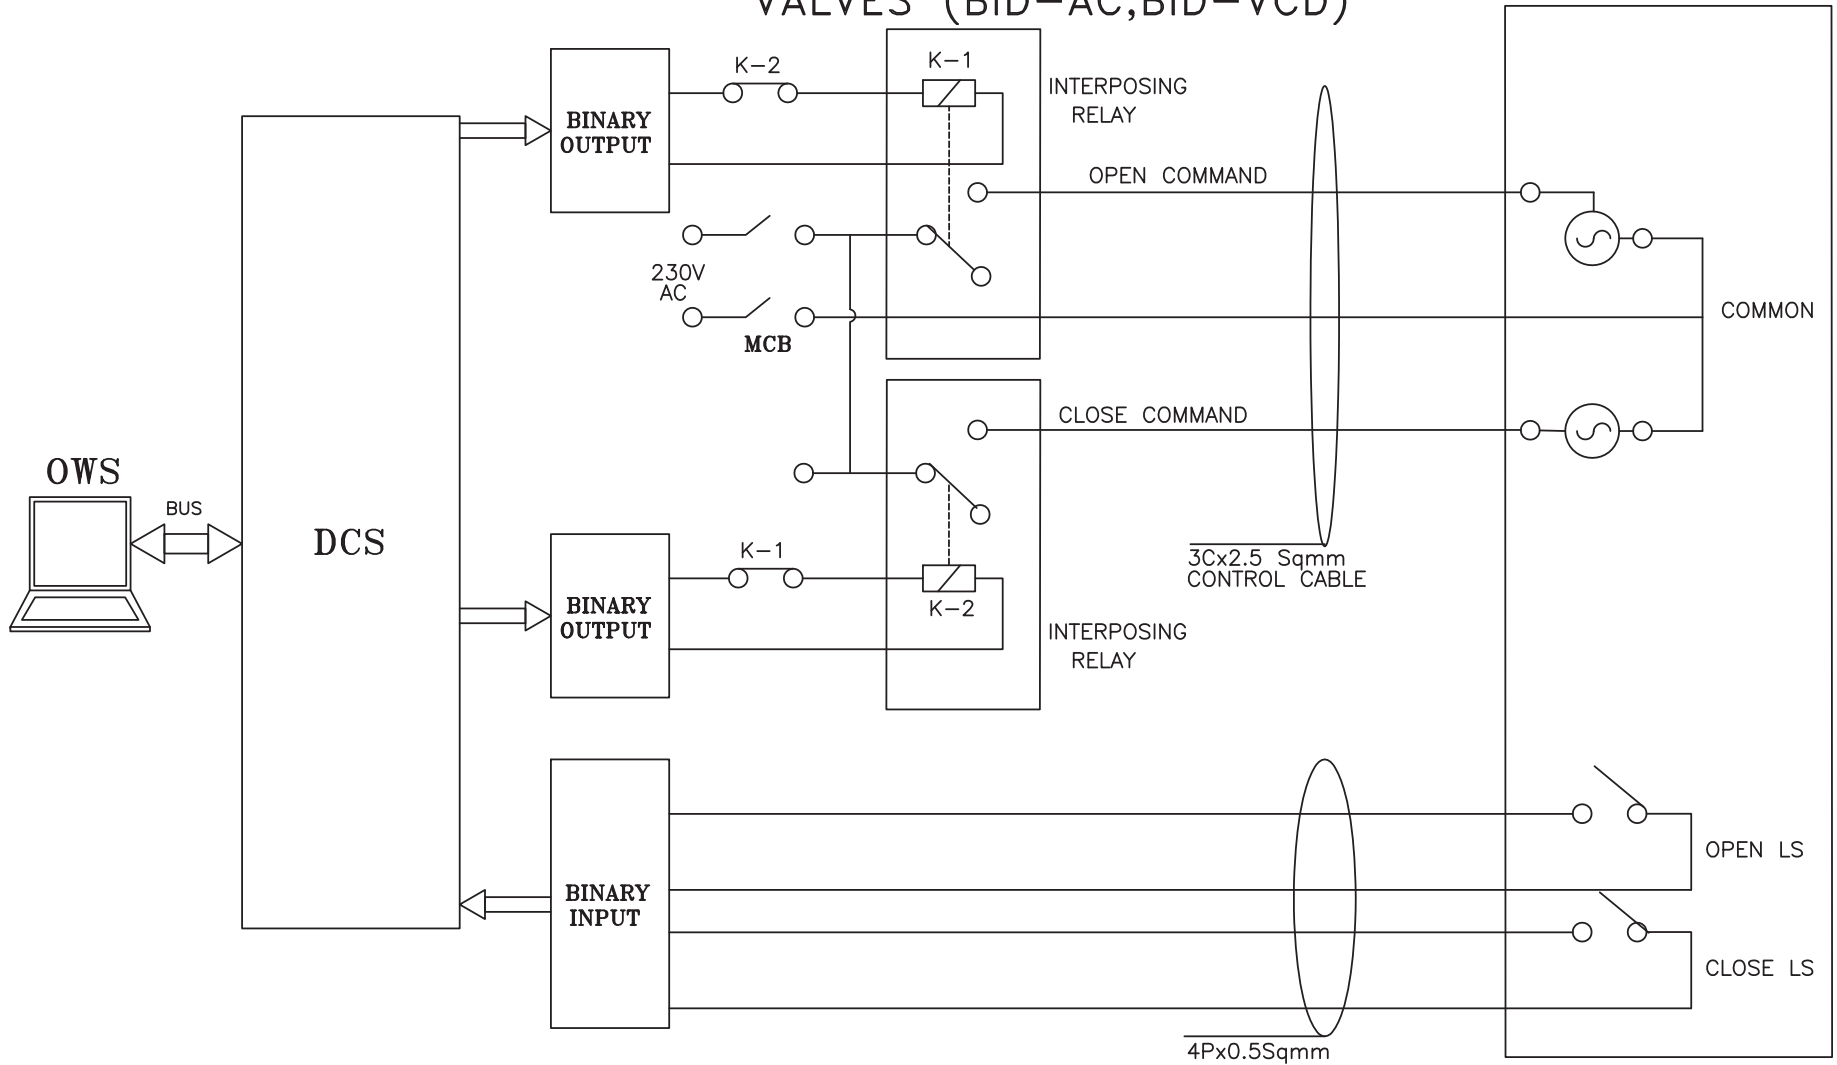 VALVES (BID-AC,BID-VCD)
K-2
K-1
INTERPOSING
RELAY
BINARY
OUTPUT
OPEN COMMAND
230V
AC
MCB
COMMON
CLOSE COMMAND
OWS
BUS
DCS
K-1
3Cx2.5 Sqmm
CONTROL CABLE
BINARY
OUTPUT
K-2
INTERPOSING
RELAY
OPEN LS
BINARY
INPUT
CLOSE LS
4Px0.5Sqmm